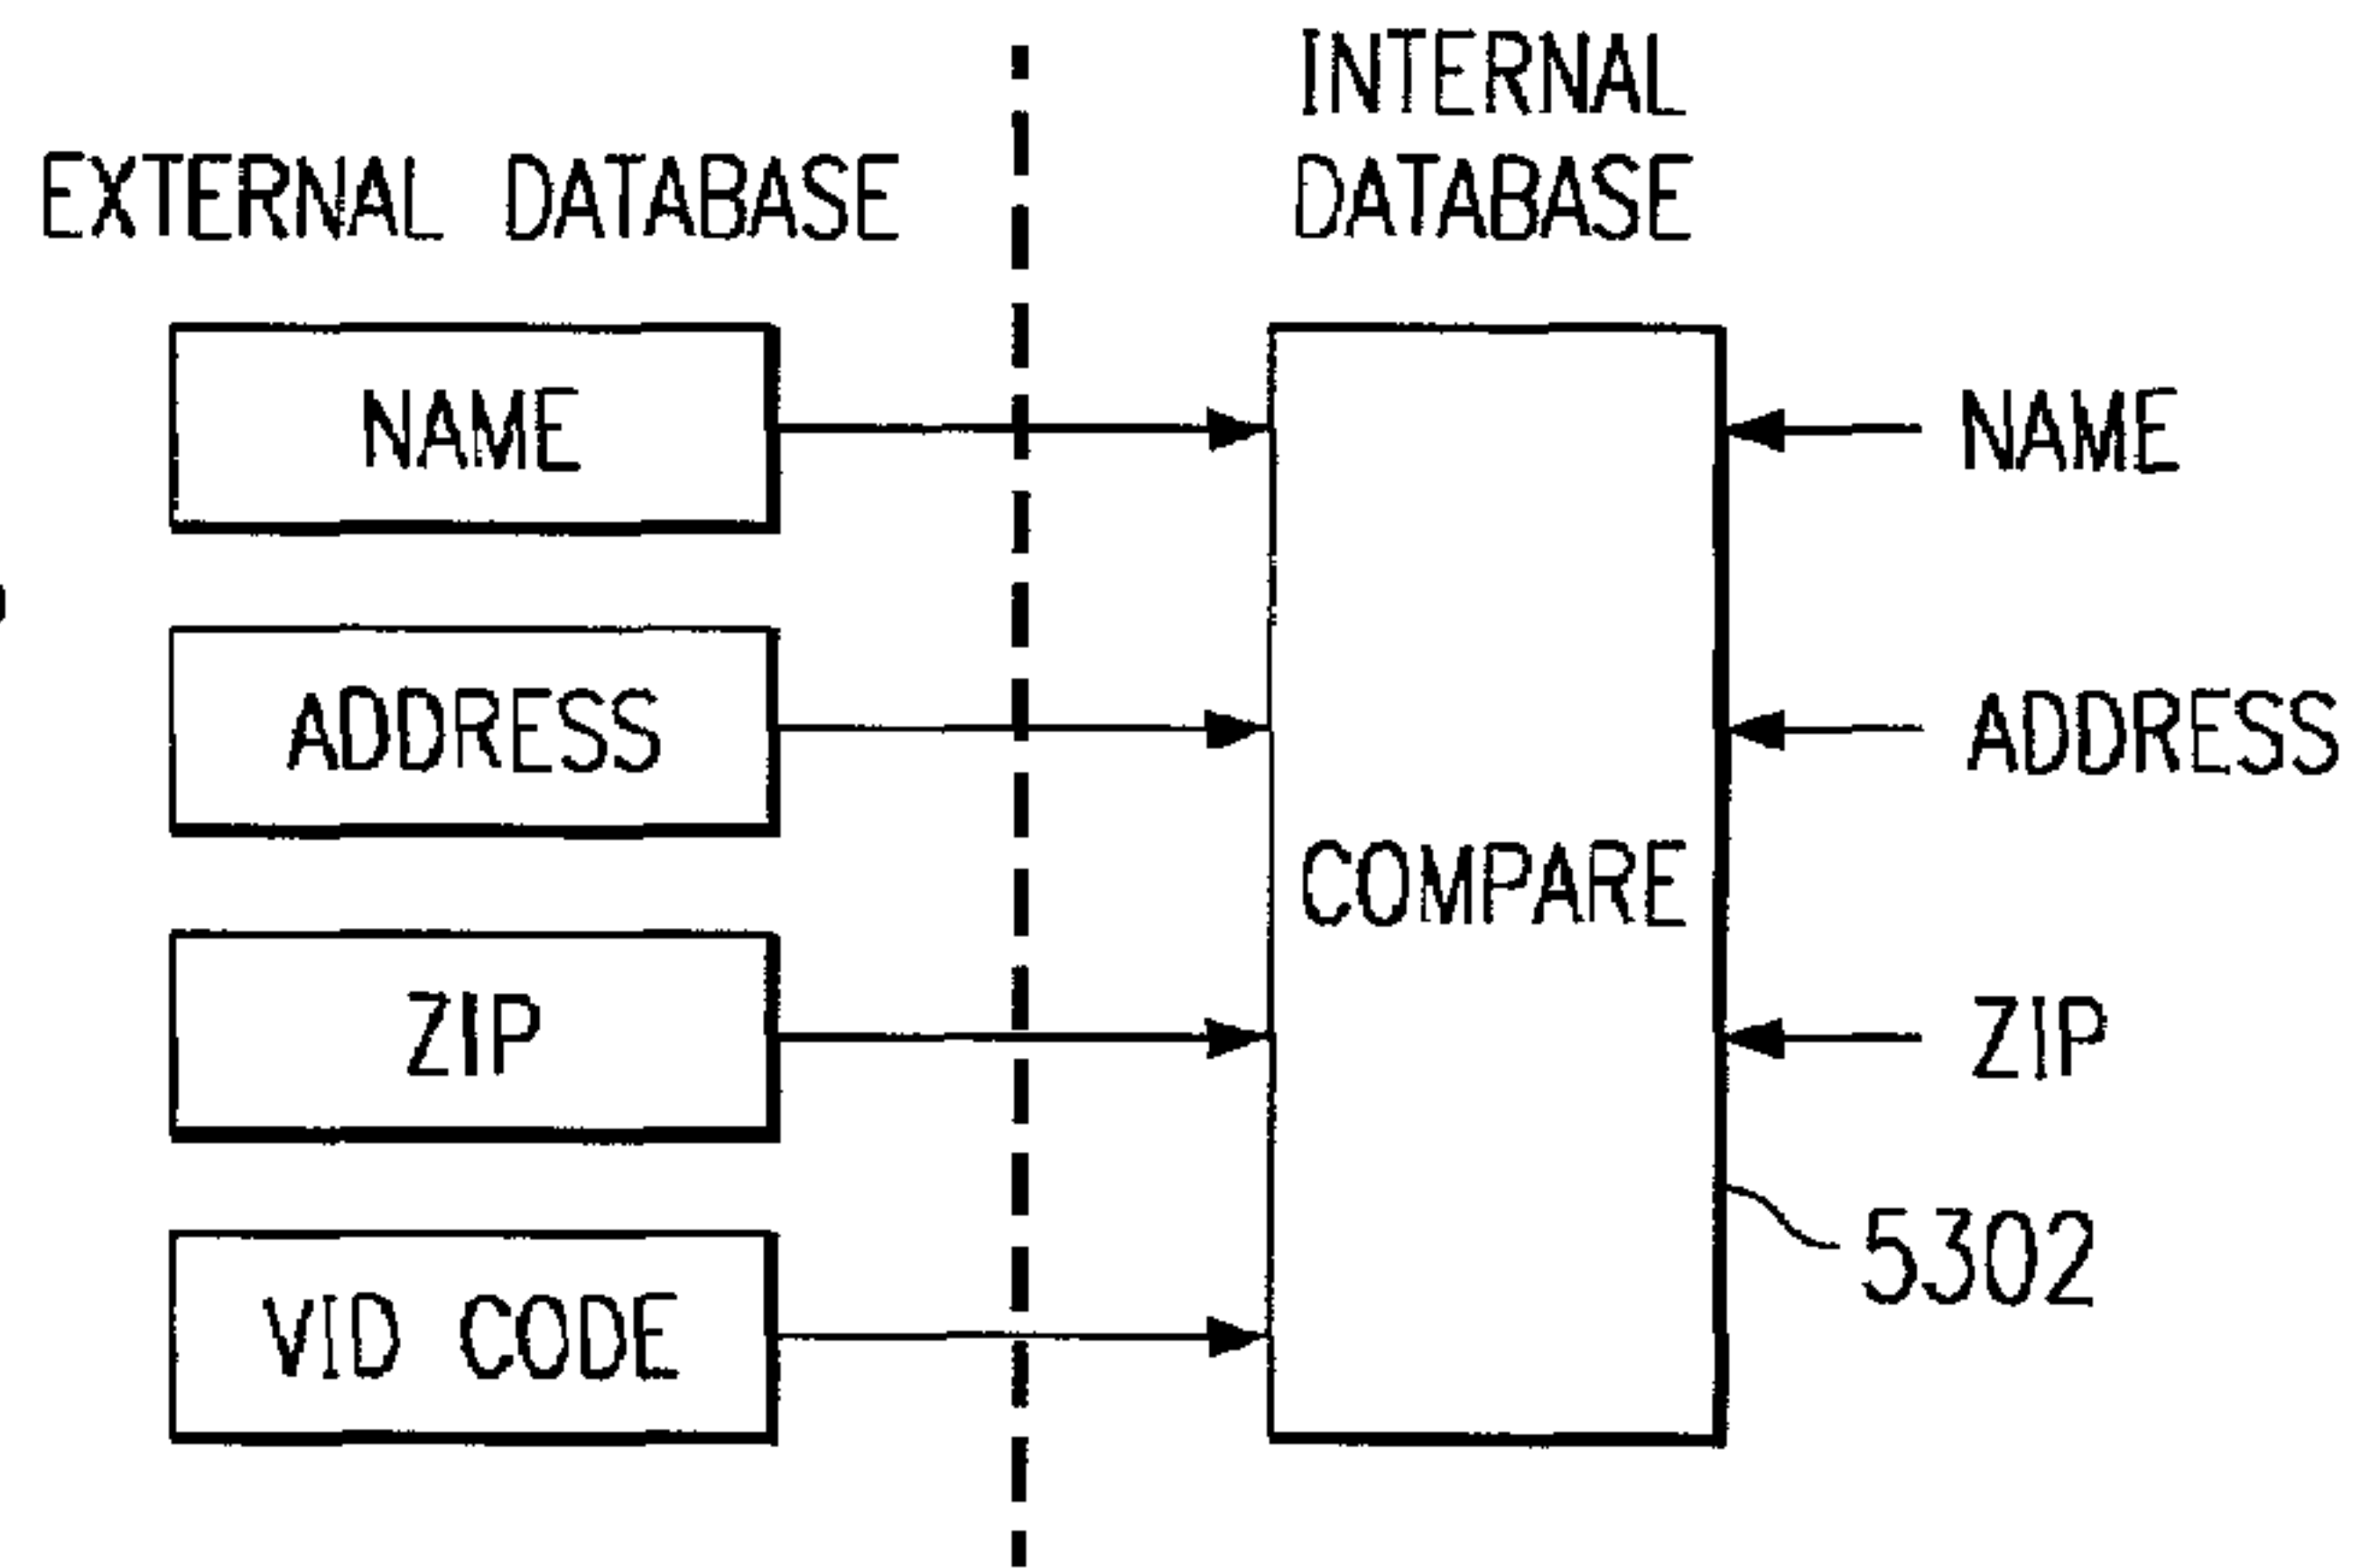 EXTERNAL DATABASE
INTERNAL
DATABASE
NAME
ADDRESS
ZIP
VID CODE
COMPARE
NAME
ADDRESS
ZIP
5302